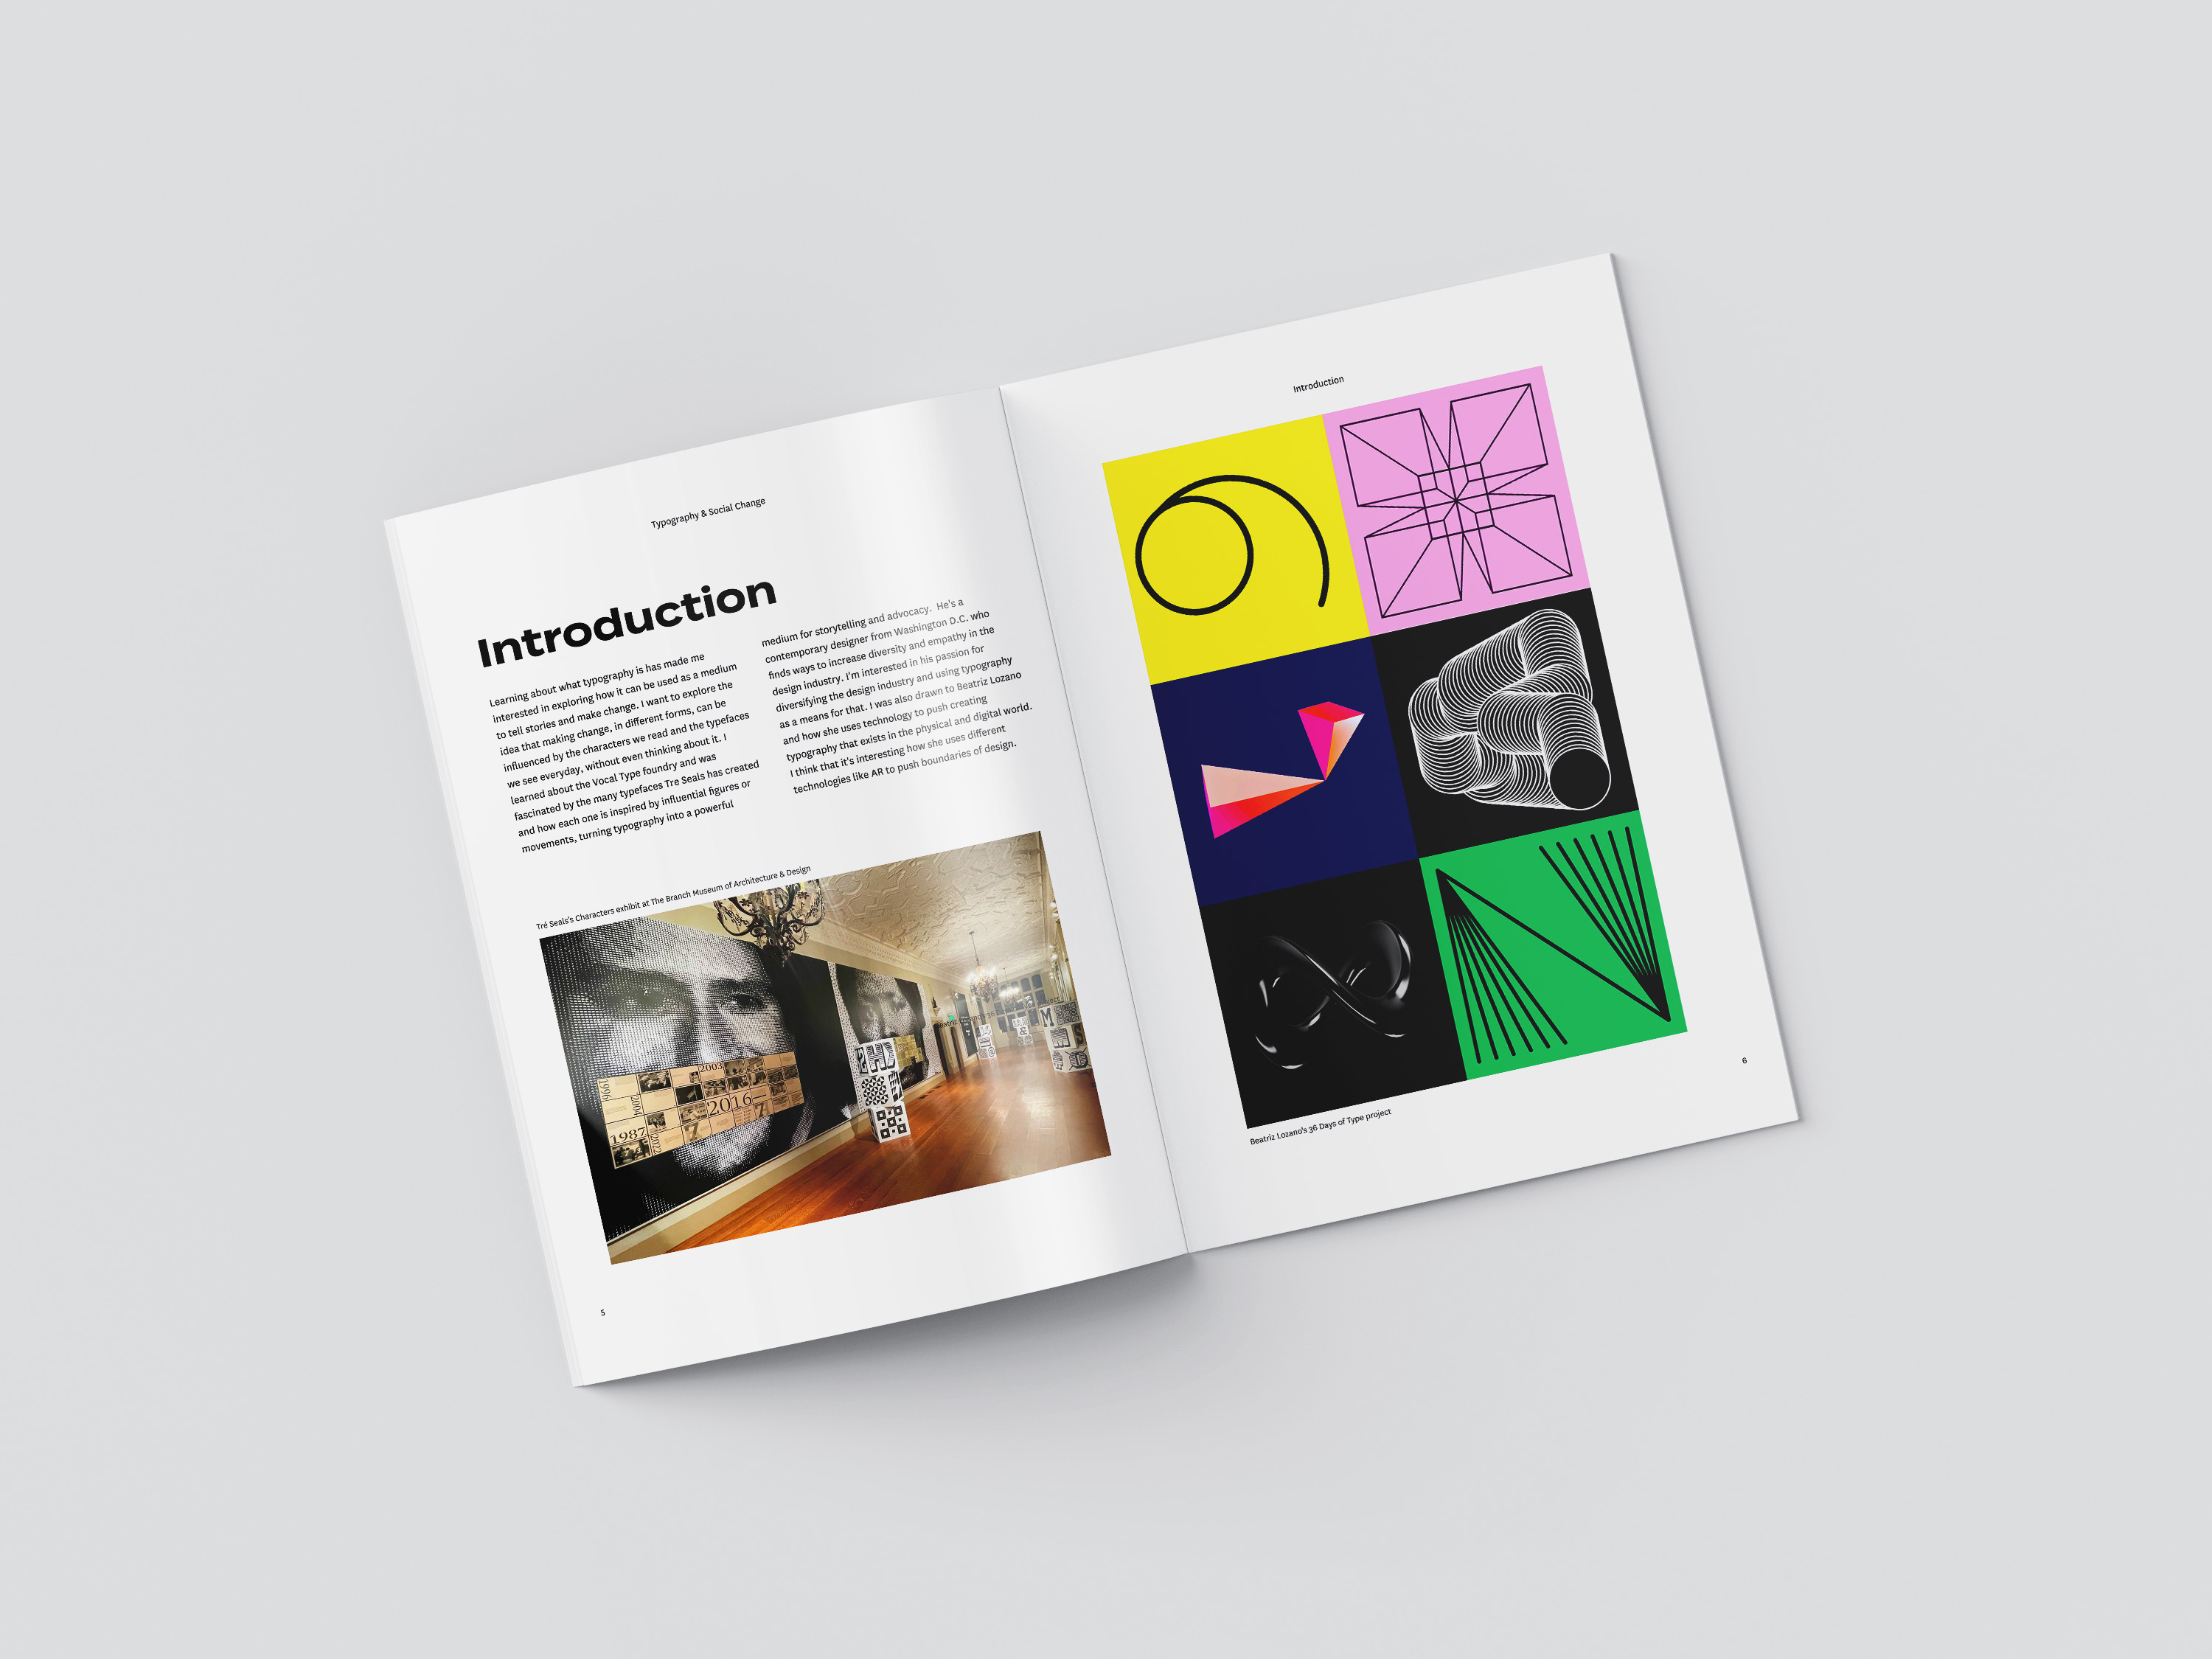 Typography & Social Change
Introduction
Learning about what typography is has made me
interested in exploring how it can be used as a medium
to tell stories and make change. I want to explore the
idea that making change, in different forms, can be
influenced by the characters we read and the typefaces
we see everyday, without even thinking about it. I
learned about the Vocal Type foundry and was
fascinated by the many typefaces Tre Seals has created
and how each one is inspired by influential figures or
movements, turning typography into a powerful
medium for storytelling and advocacy.  He's a
contemporary designer from Washington D.C. who
finds ways to increase diversity and empathy in the
design industry. I'm interested in his passion for
diversifying the design industry and using typography
as a means for that. I was also drawn to Beatriz Lozano
and how she uses technology to push creating
typography that exists in the physical and digital world.
I think that it's interesting how she uses different
technologies like AR to push boundaries of design.
Tré Seals's Characters exhibit at The Branch Museum of Architecture & Design
1996
2003
2004
2016
1987
2022
5
Introduction
Beatriz Lozano's 36 Days of Type project
6